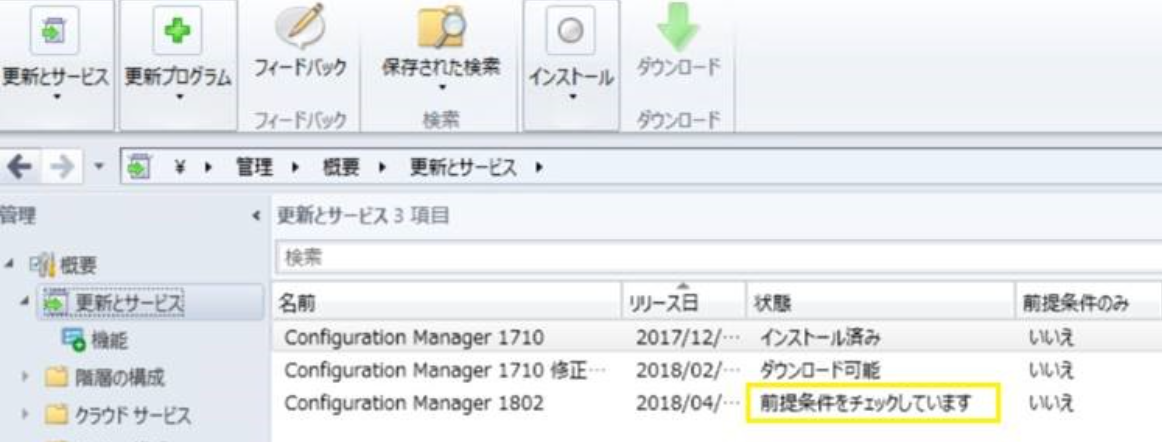 更新とサービス 更新プログラム フィードバック 保存された検索 インストール ダウンロード
フィードバック 検索 ダウンロード
¥ 管理 概要 更新とサービス
管理
更新とサービス 3 項目
検索
概要
更新とサービス
機能
階層の構成
クラウド サービス
名前 リリース日 状態 前提条件のみ
Configuration Manager 1710 2017/12/… インストール済み いいえ
Configuration Manager 1710 修正… 2018/02/… ダウンロード可能 いいえ
Configuration Manager 1802 2018/04/… 前提条件をチェックしています いいえ